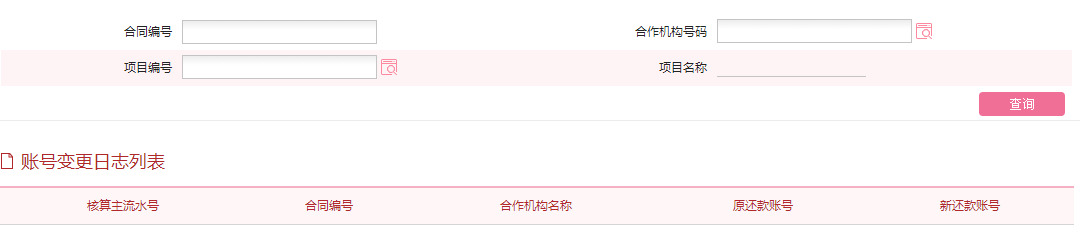 合同编号 合作机构号码
项目编号 项目名称
查询
账号变更日志列表
核算主流水号 合同编号 合作机构名称 原还款账号 新还款账号